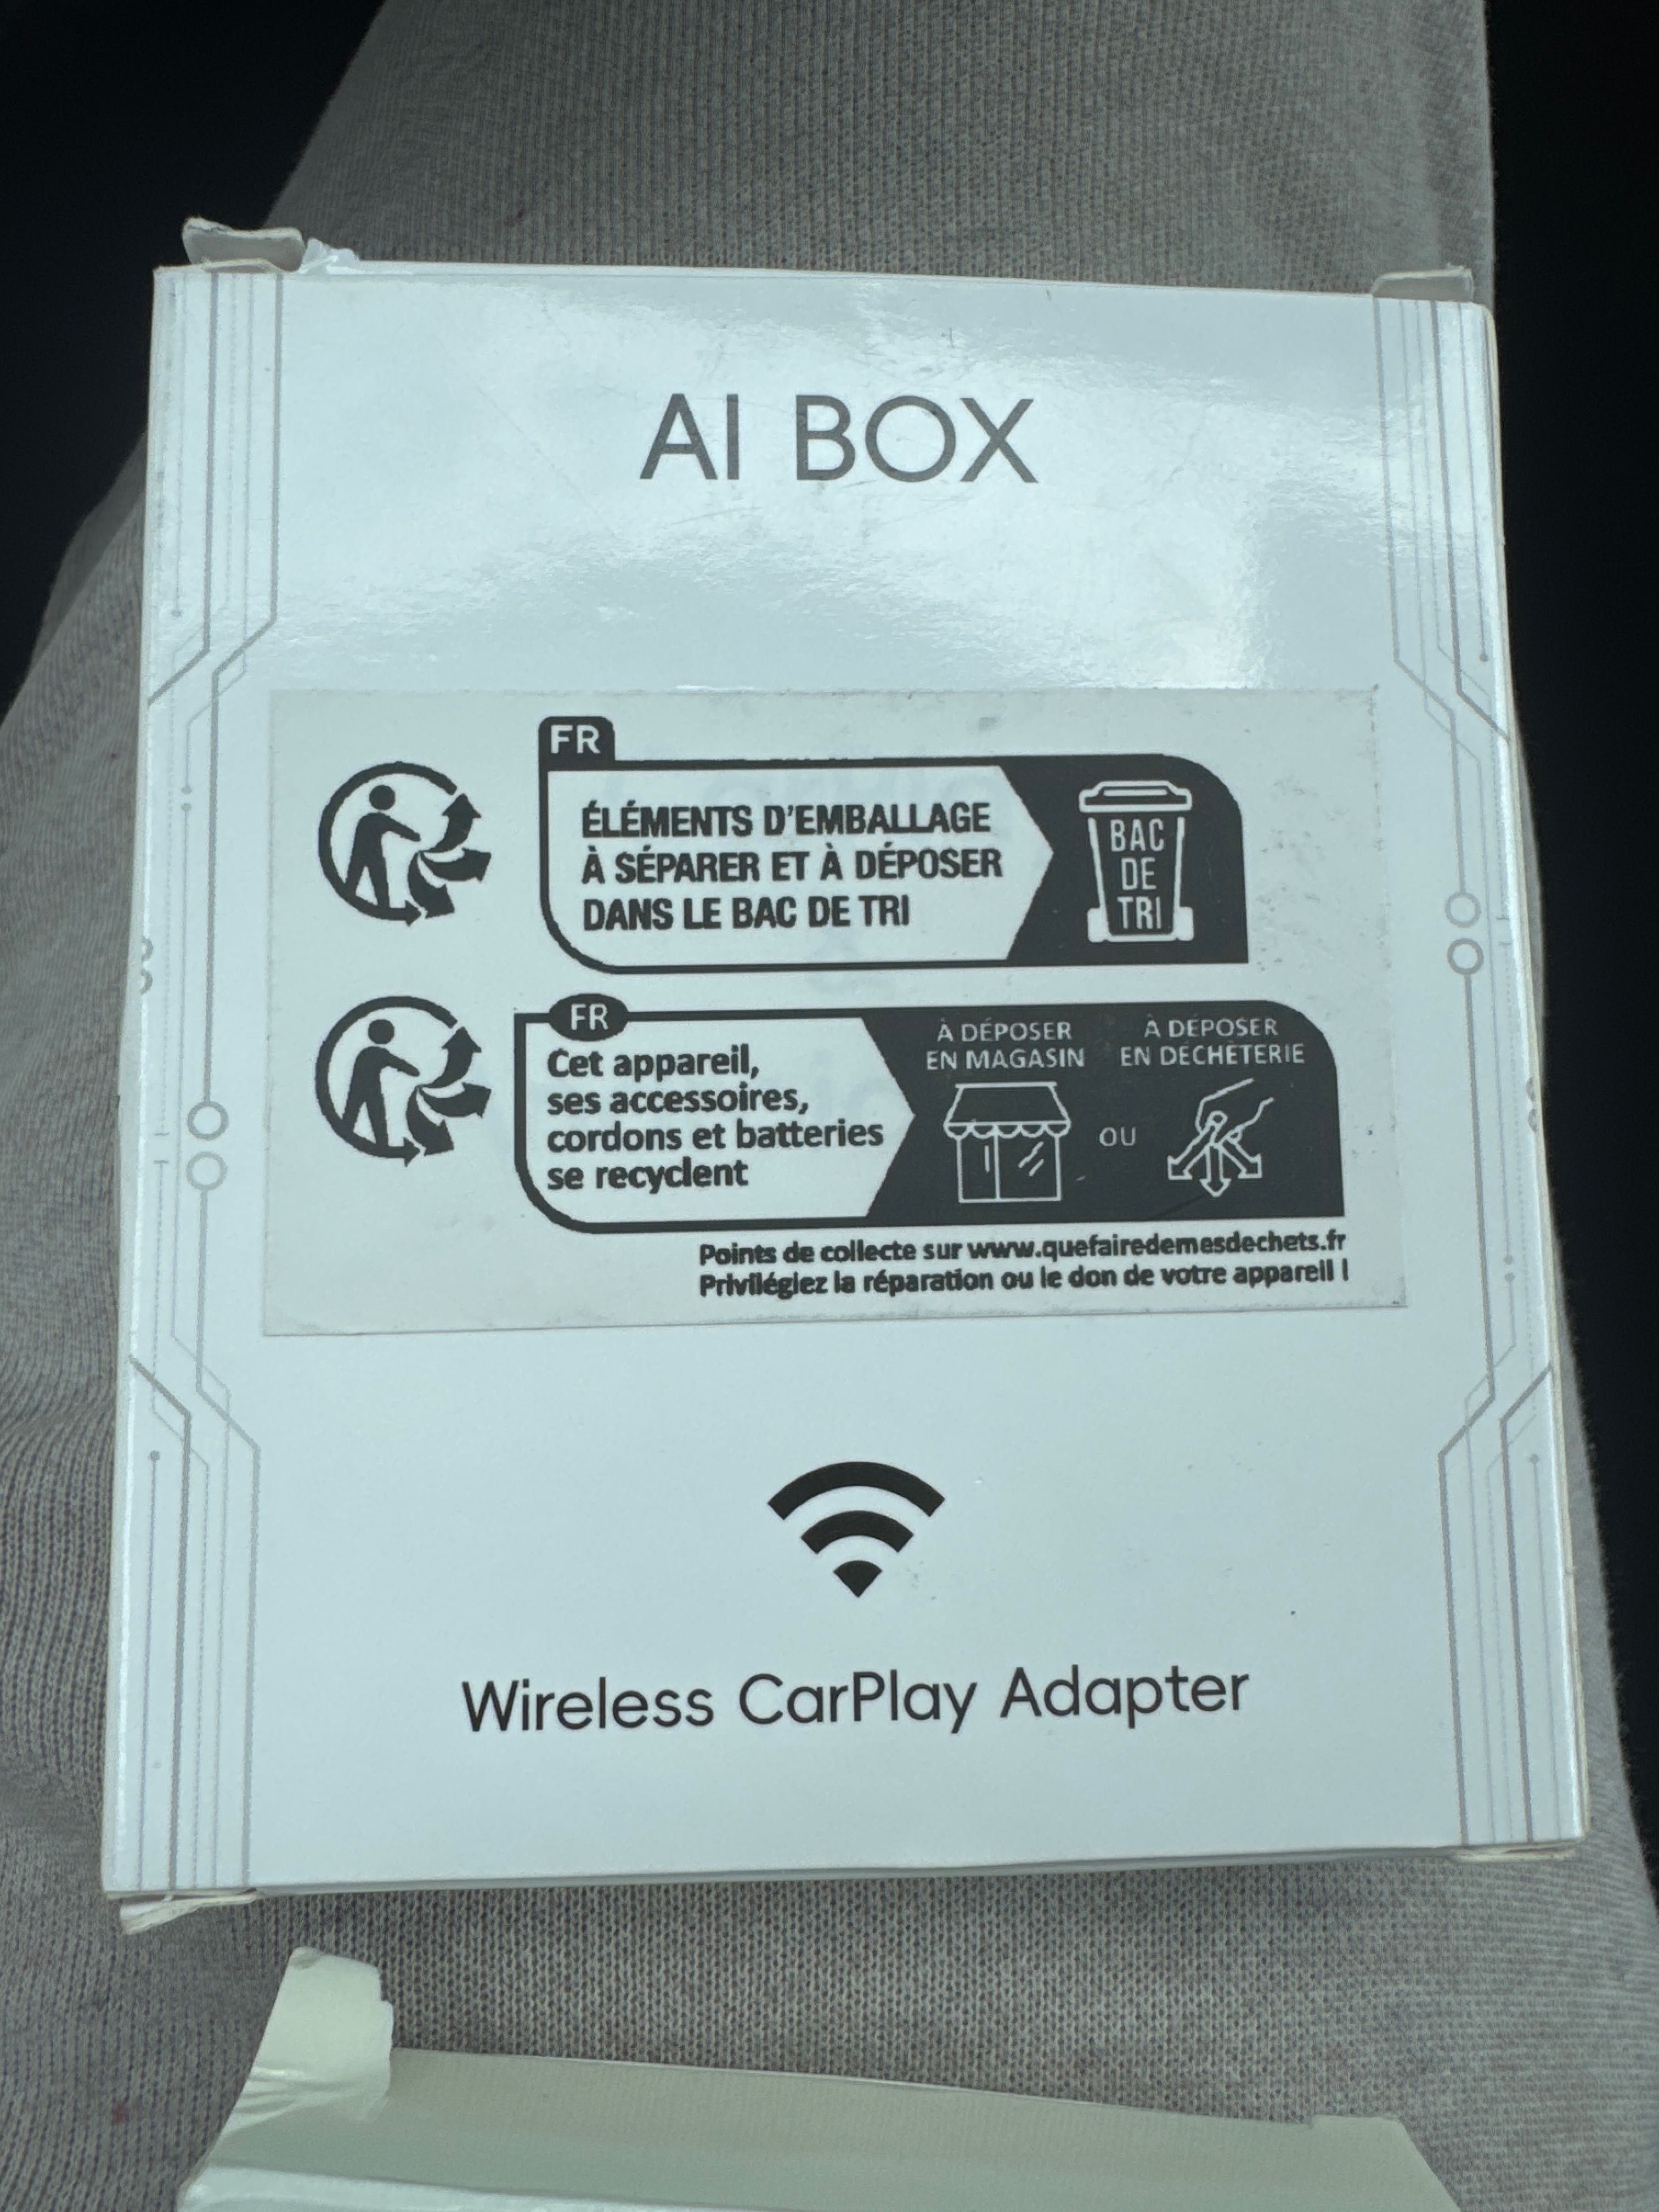 AI BOX
FR
ÉLÉMENTS D'EMBALLAGE
À SÉPARER ET À DÉPOSER
DANS LE BAC DE TRI
BAC
DE
TRI
FR
Cet appareil,
ses accessoires,
cordons et batteries
se recyclent
À DÉPOSER
EN MAGASIN
OU
À DÉPOSER
EN DÉCHÈTERIE
Points de collecte sur www.quefairedemesdechets.fr
Privilégiez la réparation ou le don de votre appareil !
Wireless CarPlay Adapter